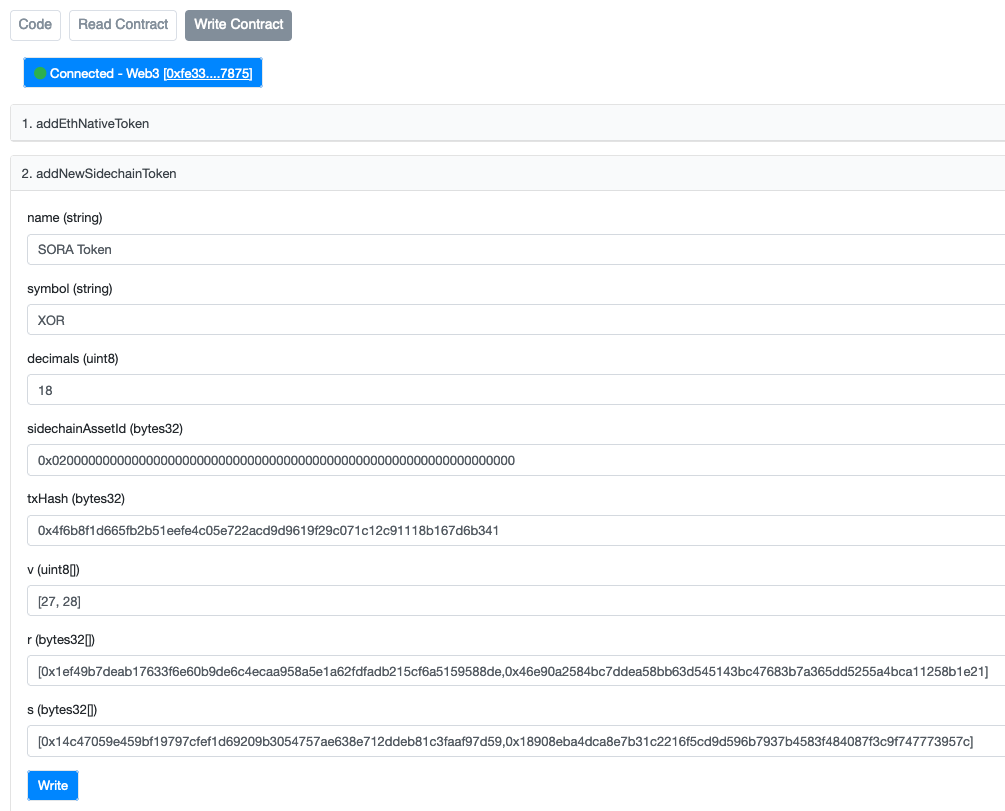 Code Read Contract Write Contract
Connected - Web3 [0xfe33....7875]
1. addEthNativeToken
2. addNewSidechainToken
name (string)
SORA Token
symbol (string)
XOR
decimals (uint8)
18
sidechainAssetId (bytes32)
0x0200000000000000000000000000000000000000000000000000000000000000
txHash (bytes32)
0x4f6b8f1d665fb2b51eefe4c05e722acd9d9619f29c071c12c91118b167d6b341
v (uint8[])
[27, 28]
r (bytes32[])
[0x1ef49b7deab17633f6e60b9de6c4ecaa958a5e1a62fdfadb215cf6a5159588de,0x46e90a2584bc7ddea58bb63d545143bc47683b7a365dd5255a4bca11258b1e21]
s (bytes32[])
[0x14c47059e459bf19797cfef1d69209b3054757ae638e712ddeb81c3faaf97d59,0x18908eba4dca8e7b31c2216f5cd9d596b7937b4583f484087f3c9f747773957c]
Write